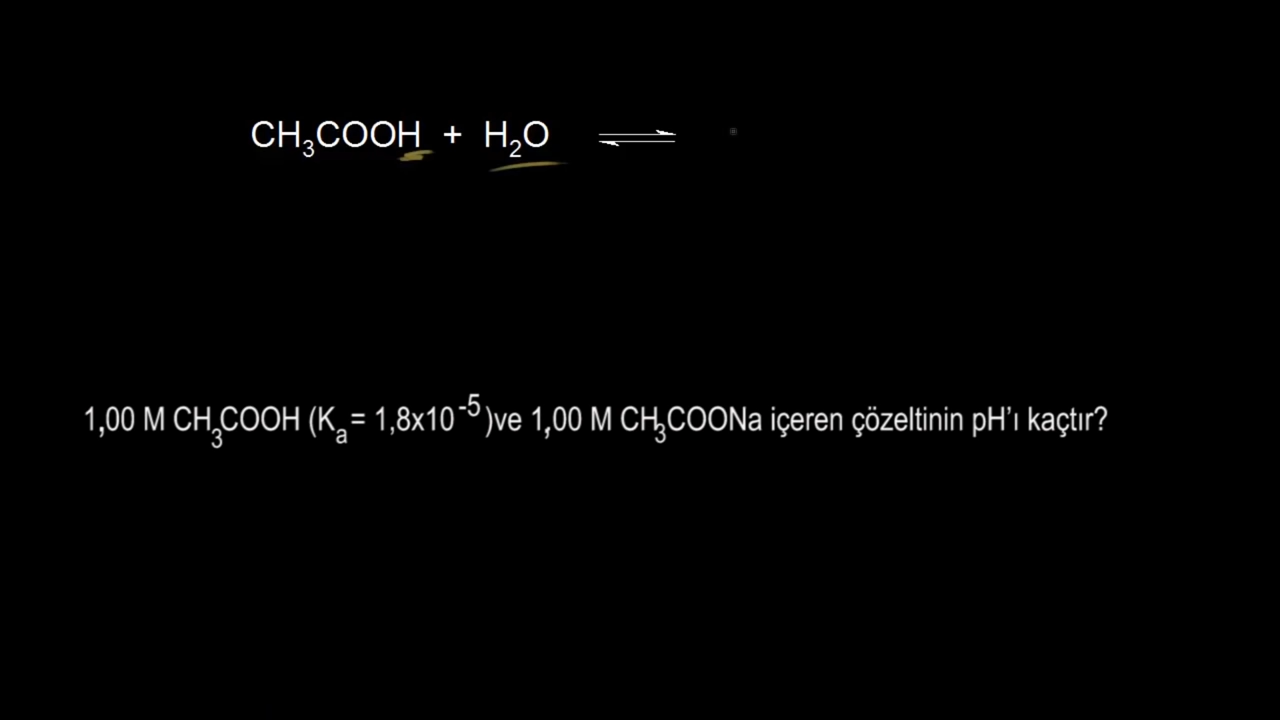 CH₃COOH + H₂O ⇌
1,00 M CH₃COOH (Kₐ= 1,8x10⁻⁵)ve 1,00 M CH₃COONa içeren çözeltinin pH'ı kaçtır?